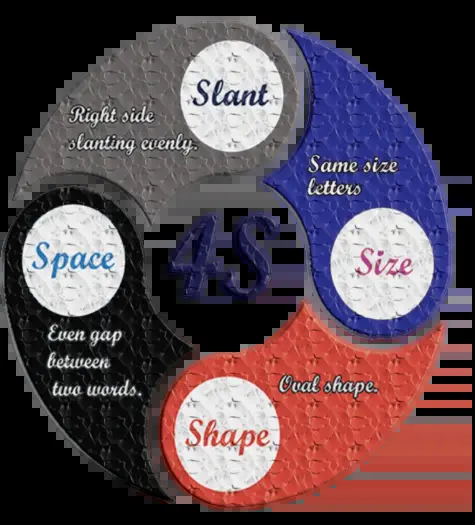 Slant
Right side
slanting evenly.
Same size
letters
Size
4S
Space
Even gap
between
two words.
Oval shape.
Shape